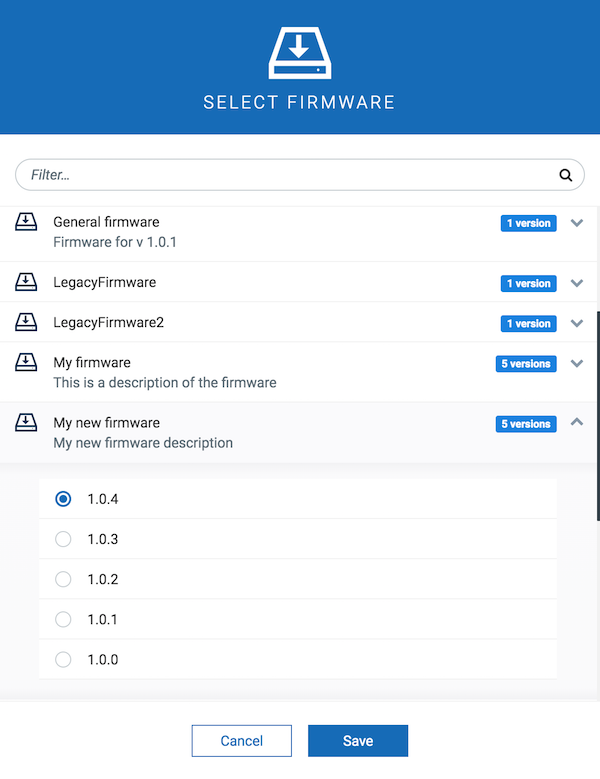 SELECT FIRMWARE
Filter...
General firmware 1 version
Firmware for v 1.0.1
LegacyFirmware 1 version
LegacyFirmware2 1 version
My firmware 5 versions
This is a description of the firmware
My new firmware 5 versions
My new firmware description
1.0.4
1.0.3
1.0.2
1.0.1
1.0.0
Cancel Save